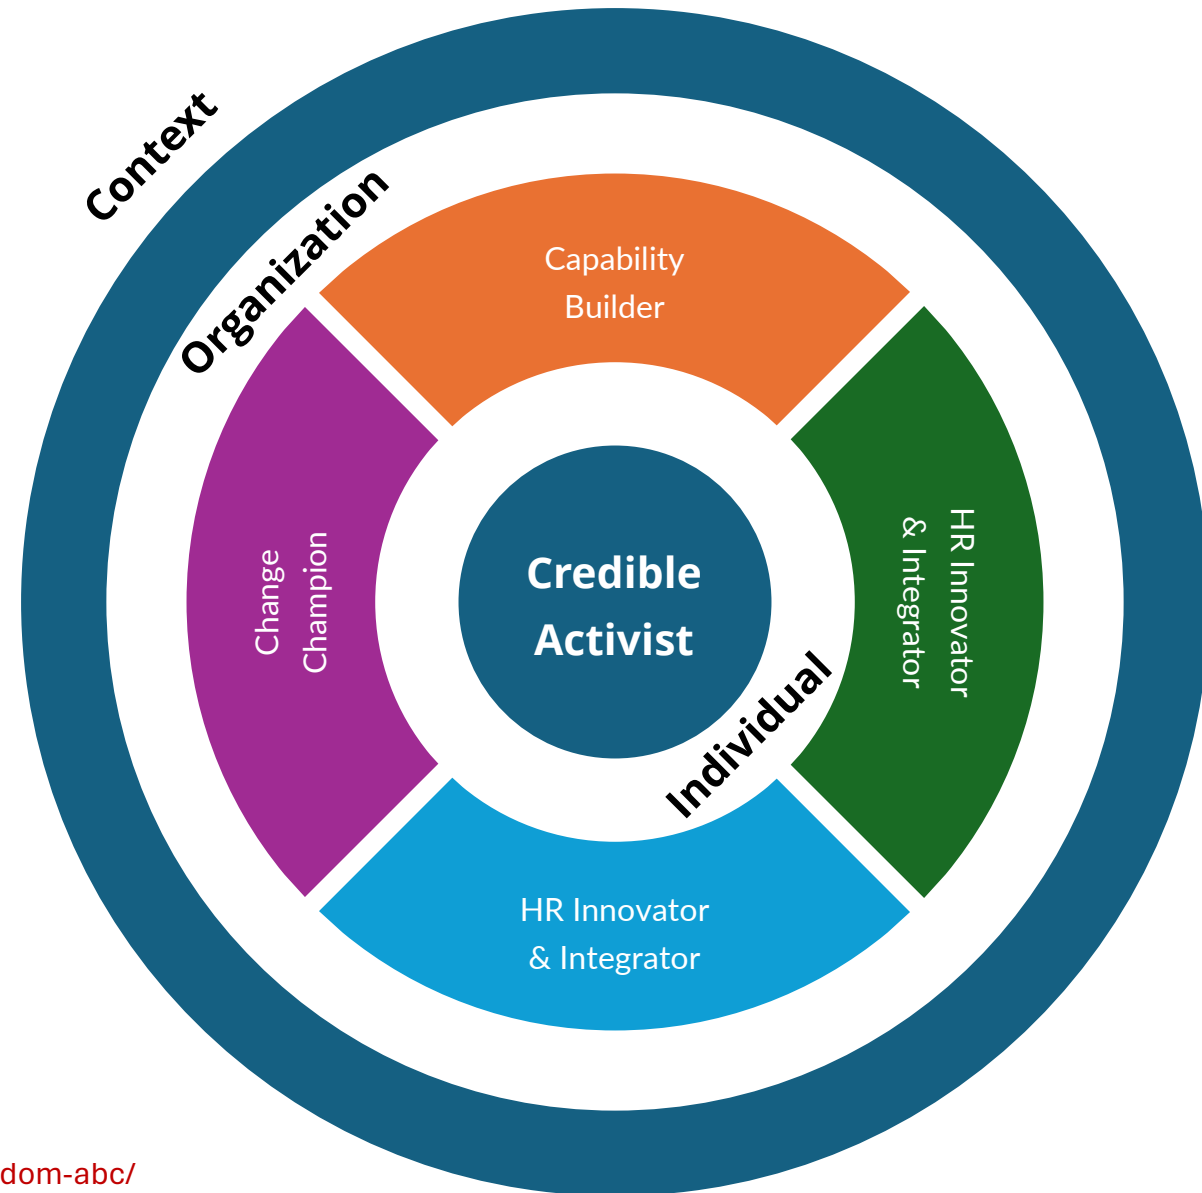 Context
Organization
Capability
Builder
Change
Champion
Credible
Activist
HR Innovator
& Integrator
Individual
HR Innovator
& Integrator
dom-abc/